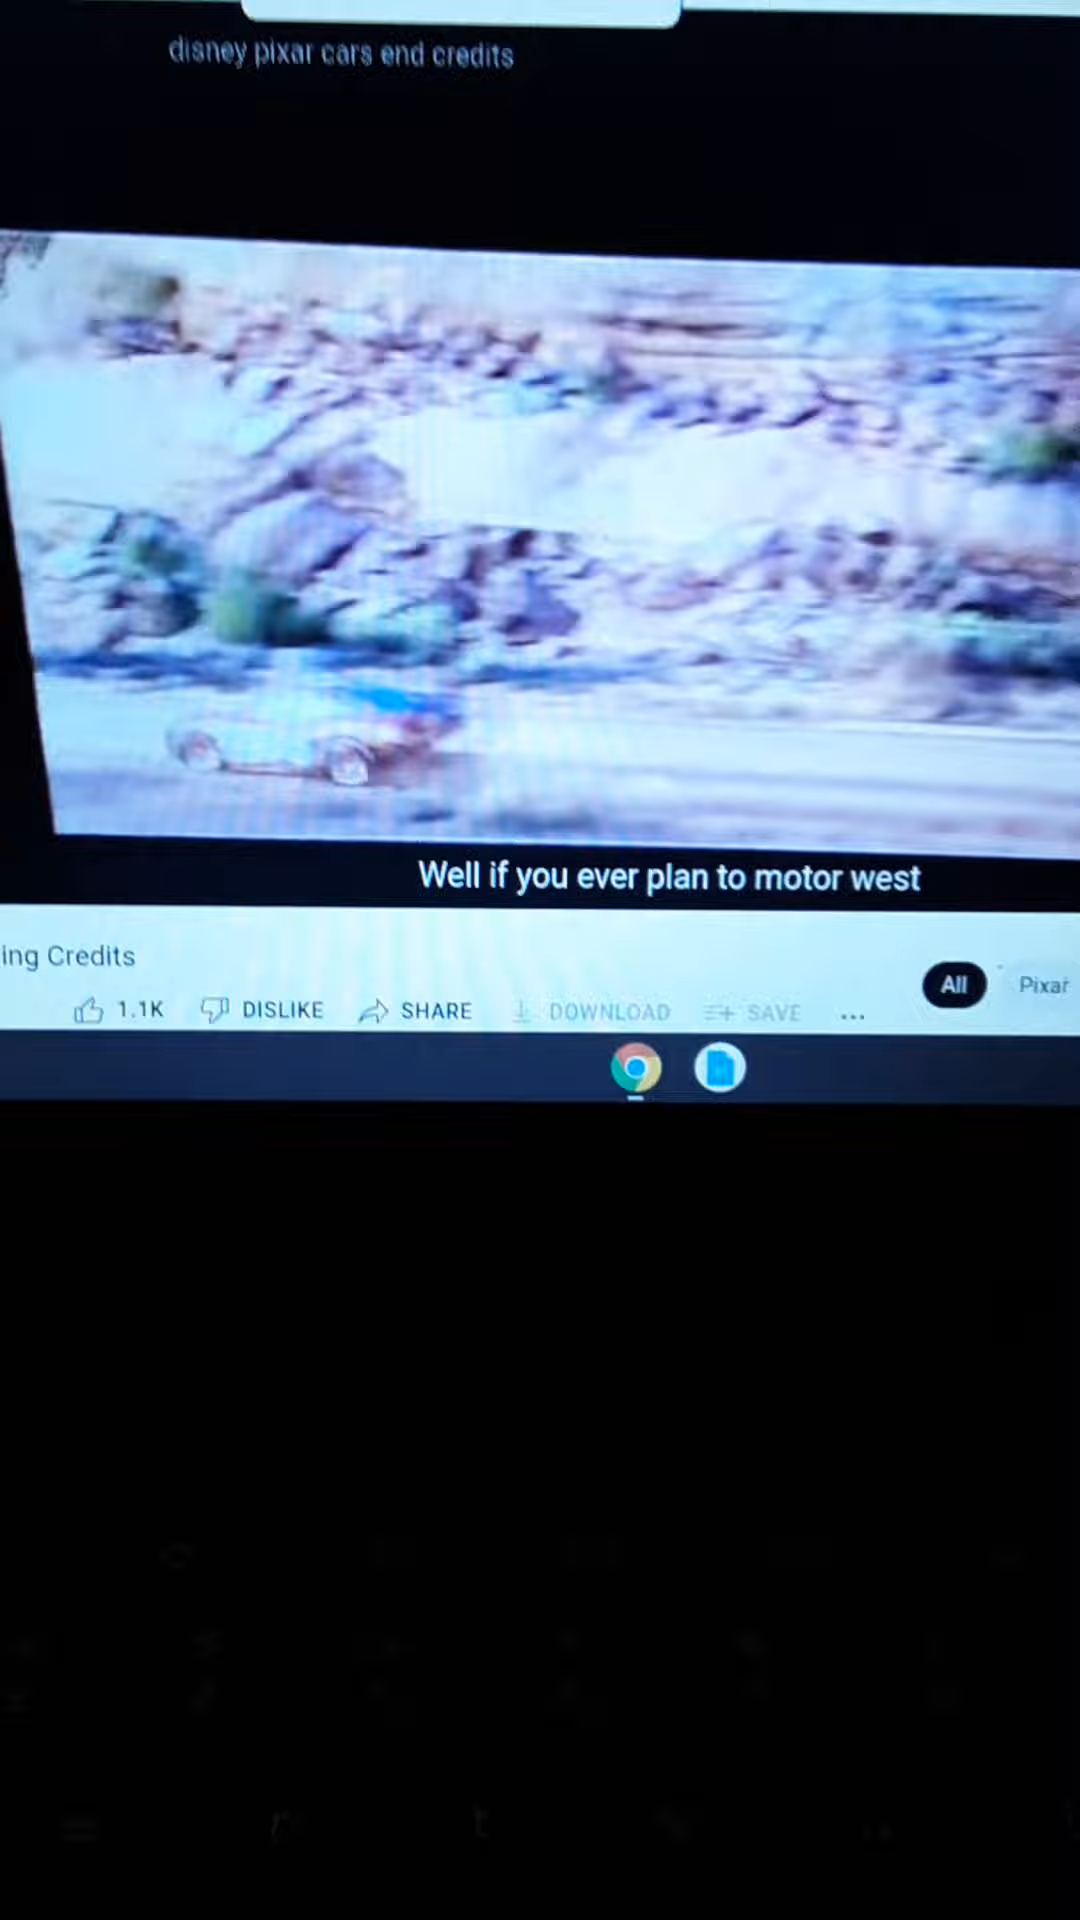 disney pixar cars end credits
Well if you ever plan to motor west
ing Credits
All
Pixar
1.1K
DISLIKE
SHARE
DOWNLOAD
SAVE